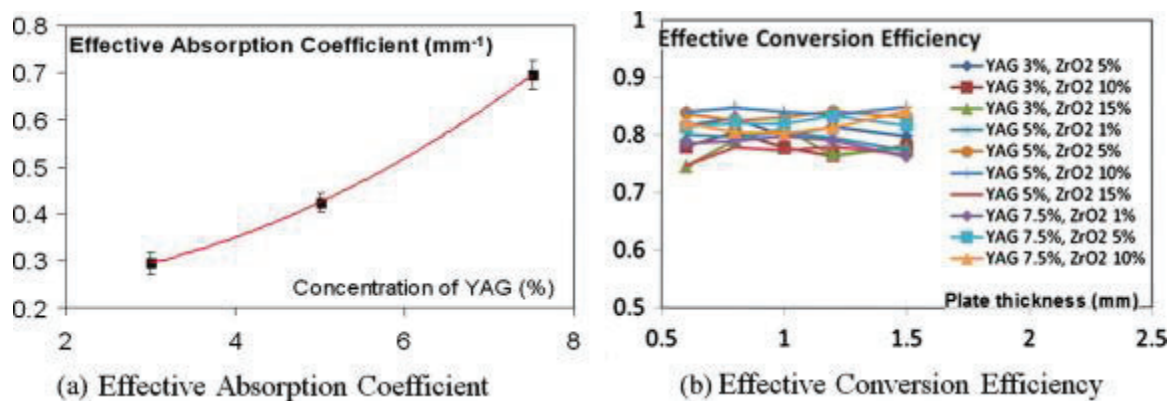 0.8
Effective Absorption Coefficient (mm-1)
0.7
0.6
0.5
0.4
0.3
Concentration of YAG (%)
0.2
2 4 6 8
(a) Effective Absorption Coefficient
1
Effective Conversion Efficiency
0.9
0.8
0.7
0.6
0.5
YAG 3%, ZrO2 5%
YAG 3%, ZrO2 10%
YAG 3%, ZrO2 15%
YAG 5%, ZrO2 1%
YAG 5%, ZrO2 5%
YAG 5%, ZrO2 10%
YAG 5%, ZrO2 15%
YAG 7.5%, ZrO2 1%
YAG 7.5%, ZrO2 5%
YAG 7.5%, ZrO2 10%
Plate thickness (mm)
0.5 1 1.5 2 2.5
(b) Effective Conversion Efficiency